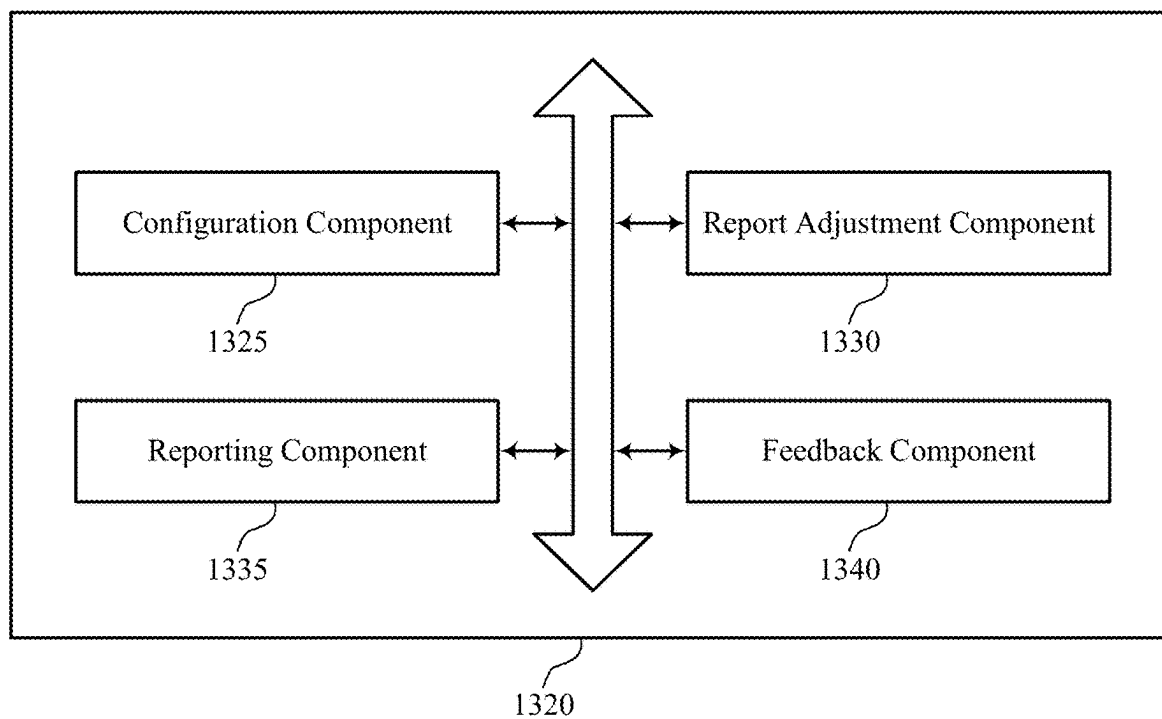 Configuration Component
Report Adjustment Component
1325
1330
Reporting Component
Feedback Component
1335
1340
1320